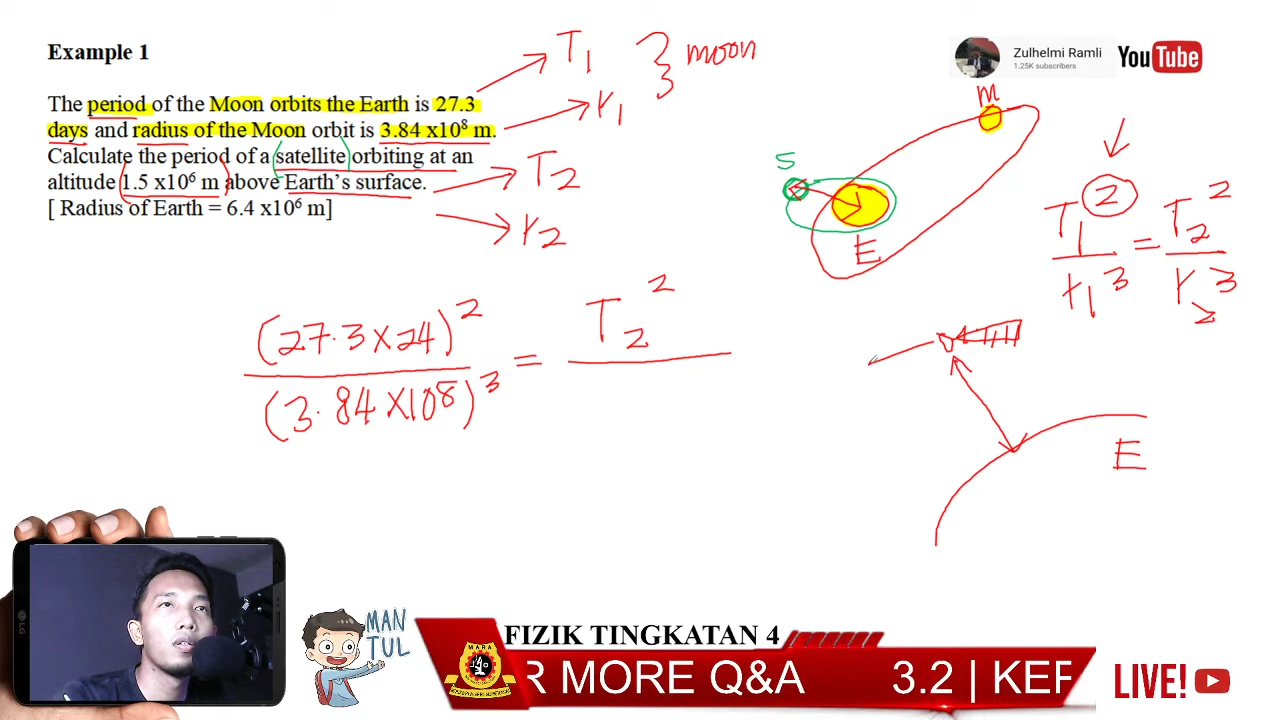 Example 1
The period of the Moon orbits the Earth is 27.3
days and radius of the Moon orbit is 3.84 x10⁸ m.
Calculate the period of a satellite orbiting at an
altitude 1.5 x10⁶ m above Earth's surface.
[ Radius of Earth = 6.4 x10⁶ m]
T₁
r₁
} moon
T₂
r₂
Zulhelmi Ramli
1.25K subscribers
YouTube
m
S
E
T₁² / r₁³ = T₂² / r₂³
(27.3 X 24)² / (3.84 X 10⁸)³ = T₂²
E
LG
MAN
TUL
MARA
FIZIK TINGKATAN 4
R MORE Q&A 3.2 | KEP
LIVE!